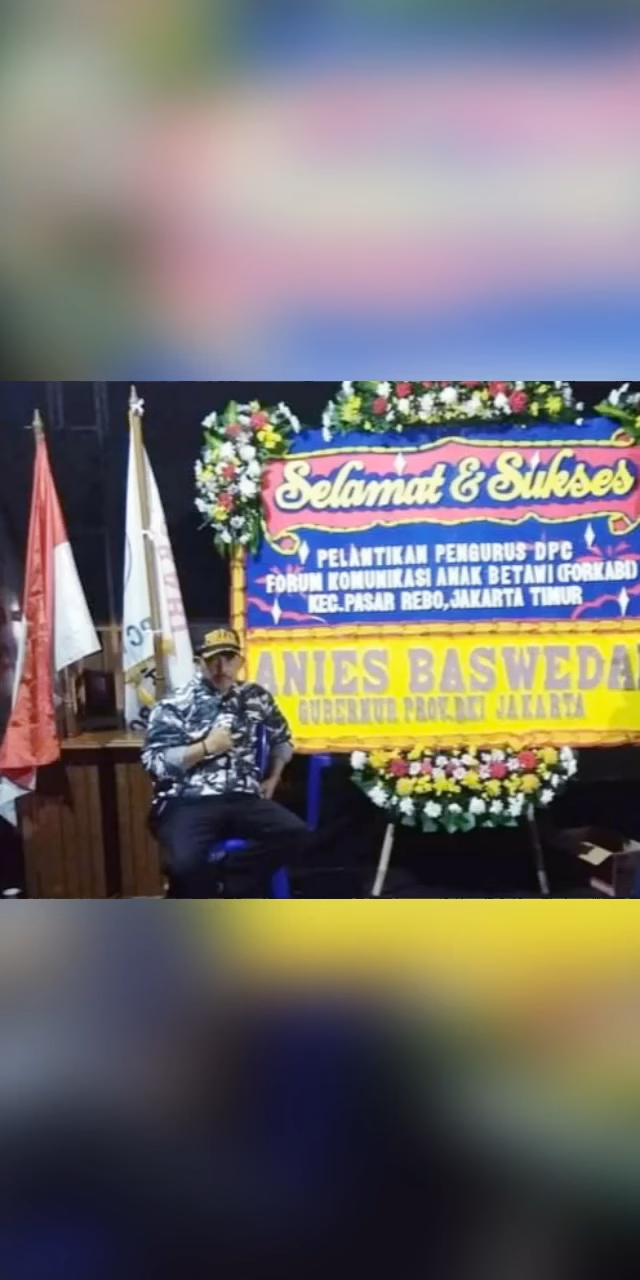 Selamat & Sukses
PELANTIKAN PENGURUS DPC
FORUM KOMUNIKASI ANAK BETAWI (FORKABI)
KEC. PASAR REBO, JAKARTA TIMUR
ANIES BASWEDAN
GUBERNUR PROV. DKI JAKARTA